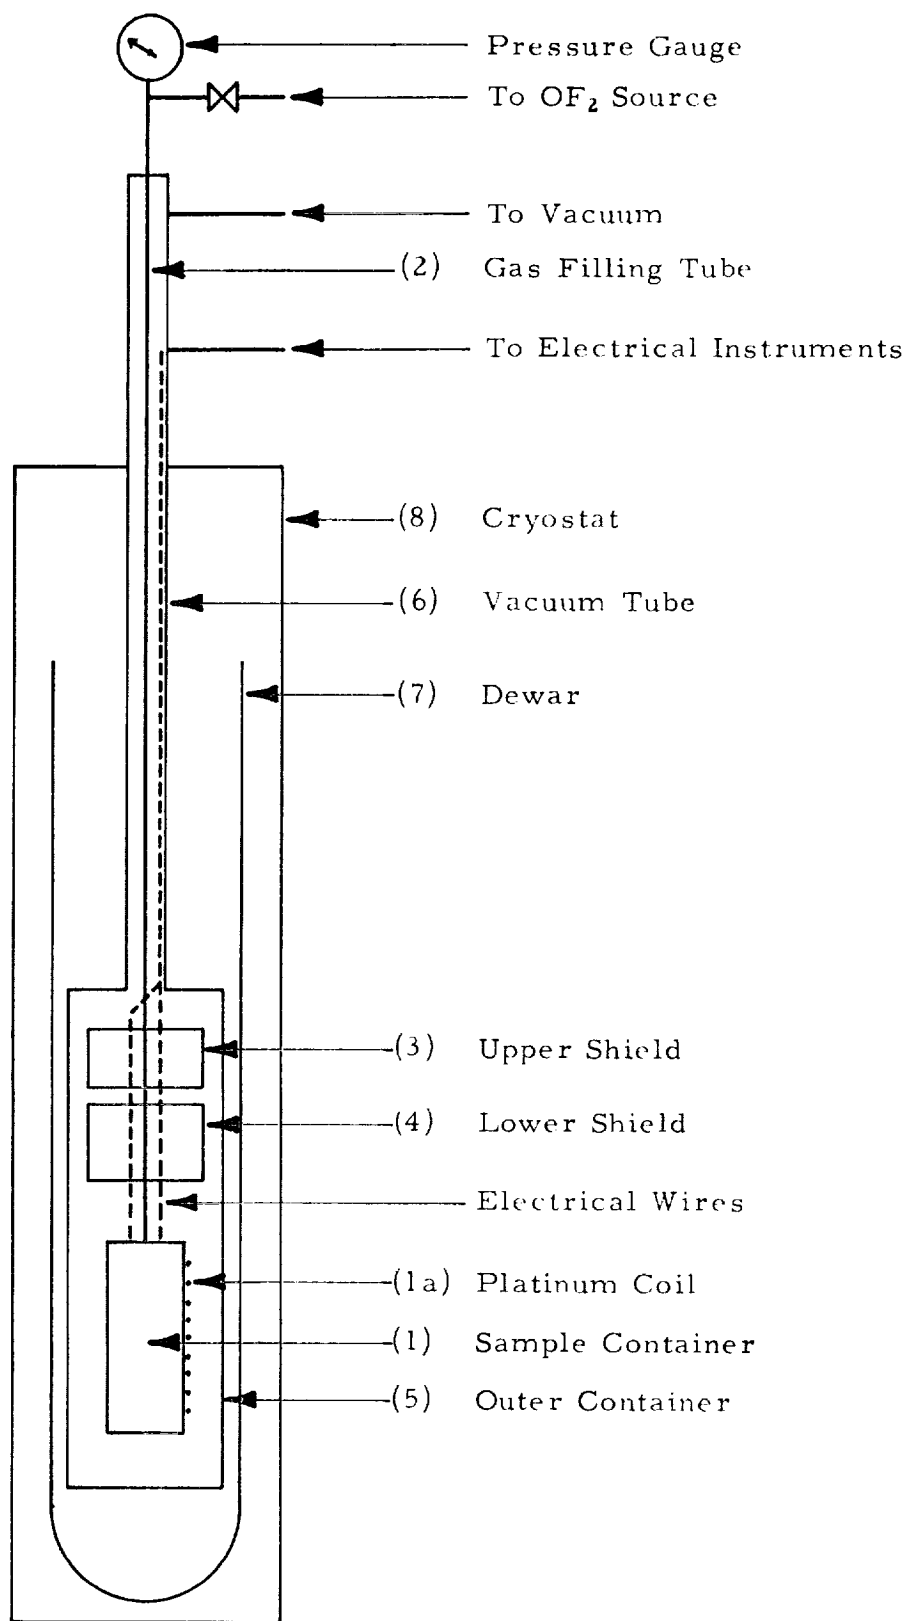 Pressure Gauge
To OF₂ Source
To Vacuum
(2) Gas Filling Tube
To Electrical Instruments
(8) Cryostat
(6) Vacuum Tube
(7) Dewar
(3) Upper Shield
(4) Lower Shield
Electrical Wires
(1a) Platinum Coil
(1) Sample Container
(5) Outer Container